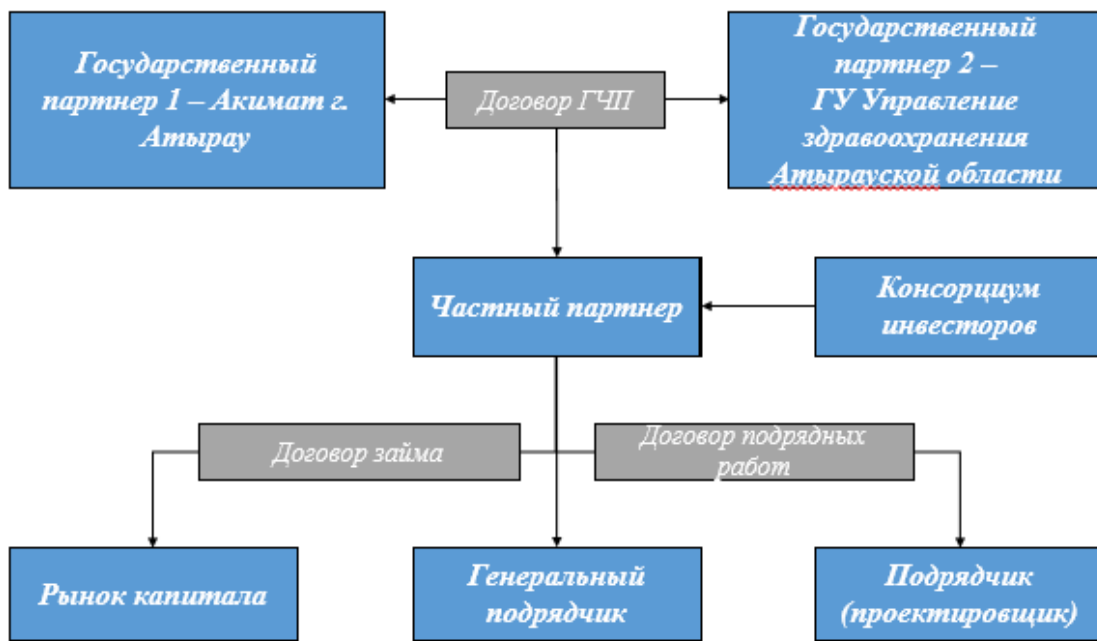 Государственный
партнер 1 – Акимат г.
Атырау
Договор ГЧП
Государственный
партнер 2 –
ГУ Управление
здравоохранения
Атырауской области
Частный партнер
Консорциум
инвесторов
Договор займа
Договор подрядных
работ
Рынок капитала
Генеральный
подрядчик
Подрядчик
(проектировщик)